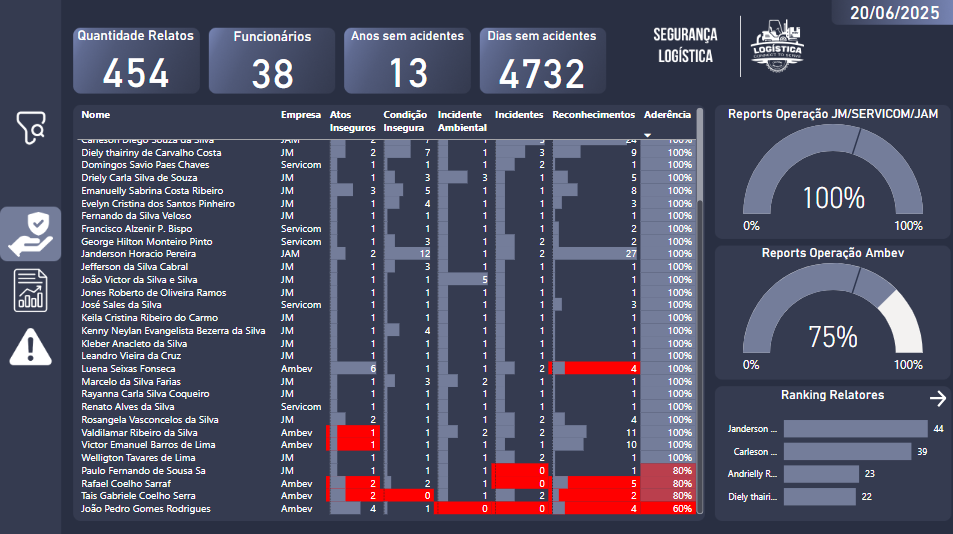 20/06/2025
Quantidade Relatos
454
Funcionários
38
Anos sem acidentes
13
Dias sem acidentes
4732
SEGURANÇA
LOGÍSTICA
LOGÍSTICA
CONNECT TO SERVE
Nome Empresa Atos Inseguros Condição Insegura Incidente Ambiental Incidentes Reconhecimentos Aderência
Carleson Diego Souza da Silva JAM 2 7 1 24 100%
Diely thairiny de Carvalho Costa JM 2 7 1 3 9 100%
Domingos Savio Paes Chaves Servicom 1 1 1 2 1 100%
Driely Carla Silva de Souza JM 1 3 3 1 5 100%
Emanuelly Sabrina Costa Ribeiro JM 3 5 1 1 8 100%
Evelyn Cristina dos Santos Pinheiro JM 1 4 1 1 3 100%
Fernando da Silva Veloso JM 1 1 1 1 1 100%
Francisco Alzenir P. Bispo Servicom 1 1 1 1 2 100%
George Hilton Monteiro Pinto Servicom 1 3 1 2 2 100%
Janderson Horacio Pereira JAM 2 12 1 2 27 100%
Jefferson da Silva Cabral JM 1 3 1 1 1 100%
João Victor da Silva e Silva JM 1 1 5 1 1 100%
Jones Roberto de Oliveira Ramos JM 1 1 1 1 1 100%
José Sales da Silva Servicom 1 1 1 1 3 100%
Keila Cristina Ribeiro do Carmo JM 1 1 1 1 1 100%
Kenny Neylan Evangelista Bezerra da Silva JM 1 4 1 1 1 100%
Kleber Anacleto da Silva JM 1 1 1 1 1 100%
Leandro Vieira da Cruz JM 1 1 1 1 1 100%
Luena Seixas Fonseca Ambev 6 1 1 2 4 100%
Marcelo da Silva Farias JM 1 3 2 1 1 100%
Rayanna Carla Silva Coqueiro JM 1 1 1 1 1 100%
Renato Alves da Silva Servicom 1 1 1 1 1 100%
Rosangela Vasconcelos da Silva JM 2 1 1 1 4 100%
Valdilamar Ribeiro da Silva Ambev 1 1 2 2 11 100%
Victor Emanuel Barros de Lima Ambev 1 1 1 2 10 100%
Welligton Tavares de Lima JM 1 1 1 2 1 100%
Paulo Fernando de Sousa Sa JM 1 1 1 0 1 80%
Rafael Coelho Sarraf Ambev 2 2 1 0 5 80%
Tais Gabriele Coelho Serra Ambev 2 0 1 2 2 80%
João Pedro Gomes Rodrigues Ambev 4 1 0 0 4 60%
Reports Operação JM/SERVICOM/JAM
100%
0% 100%
Reports Operação Ambev
75%
0% 100%
Ranking Relatores
Janderson ... 44
Carleson ... 39
Andrielly R... 23
Diely thairi... 22